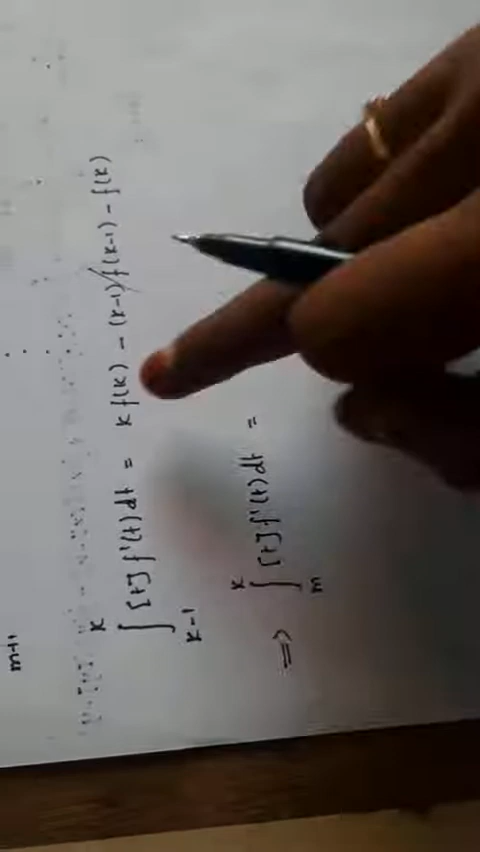 m+1
∫_{k-1}^{k} [t] f'(t) dt = k f(k) - (k-1) f(k-1) - f(k)
⇒ ∫_{m}^{k} [t] f'(t) dt =